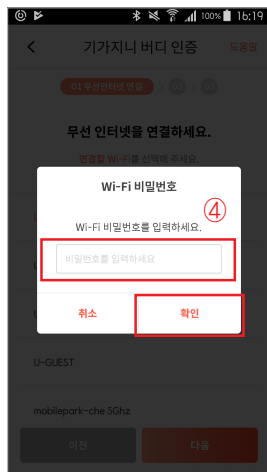 100% 16:19
기가지니 버디 인증 도움말
01 무선인터넷 연결 02 03
무선 인터넷을 연결하세요.
연결할 Wi-Fi를 선택해 주세요.
Wi-Fi 비밀번호
④
Wi-Fi 비밀번호를 입력하세요.
비밀번호를 입력하세요
취소 확인
U-GUEST
mobilepark-che 5Ghz
이전 다음